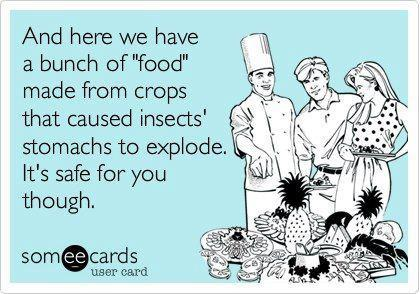 And here we have
a bunch of "food"
made from crops
that caused insects'
stomachs to explode.
It's safe for you
though.
someecards
user card